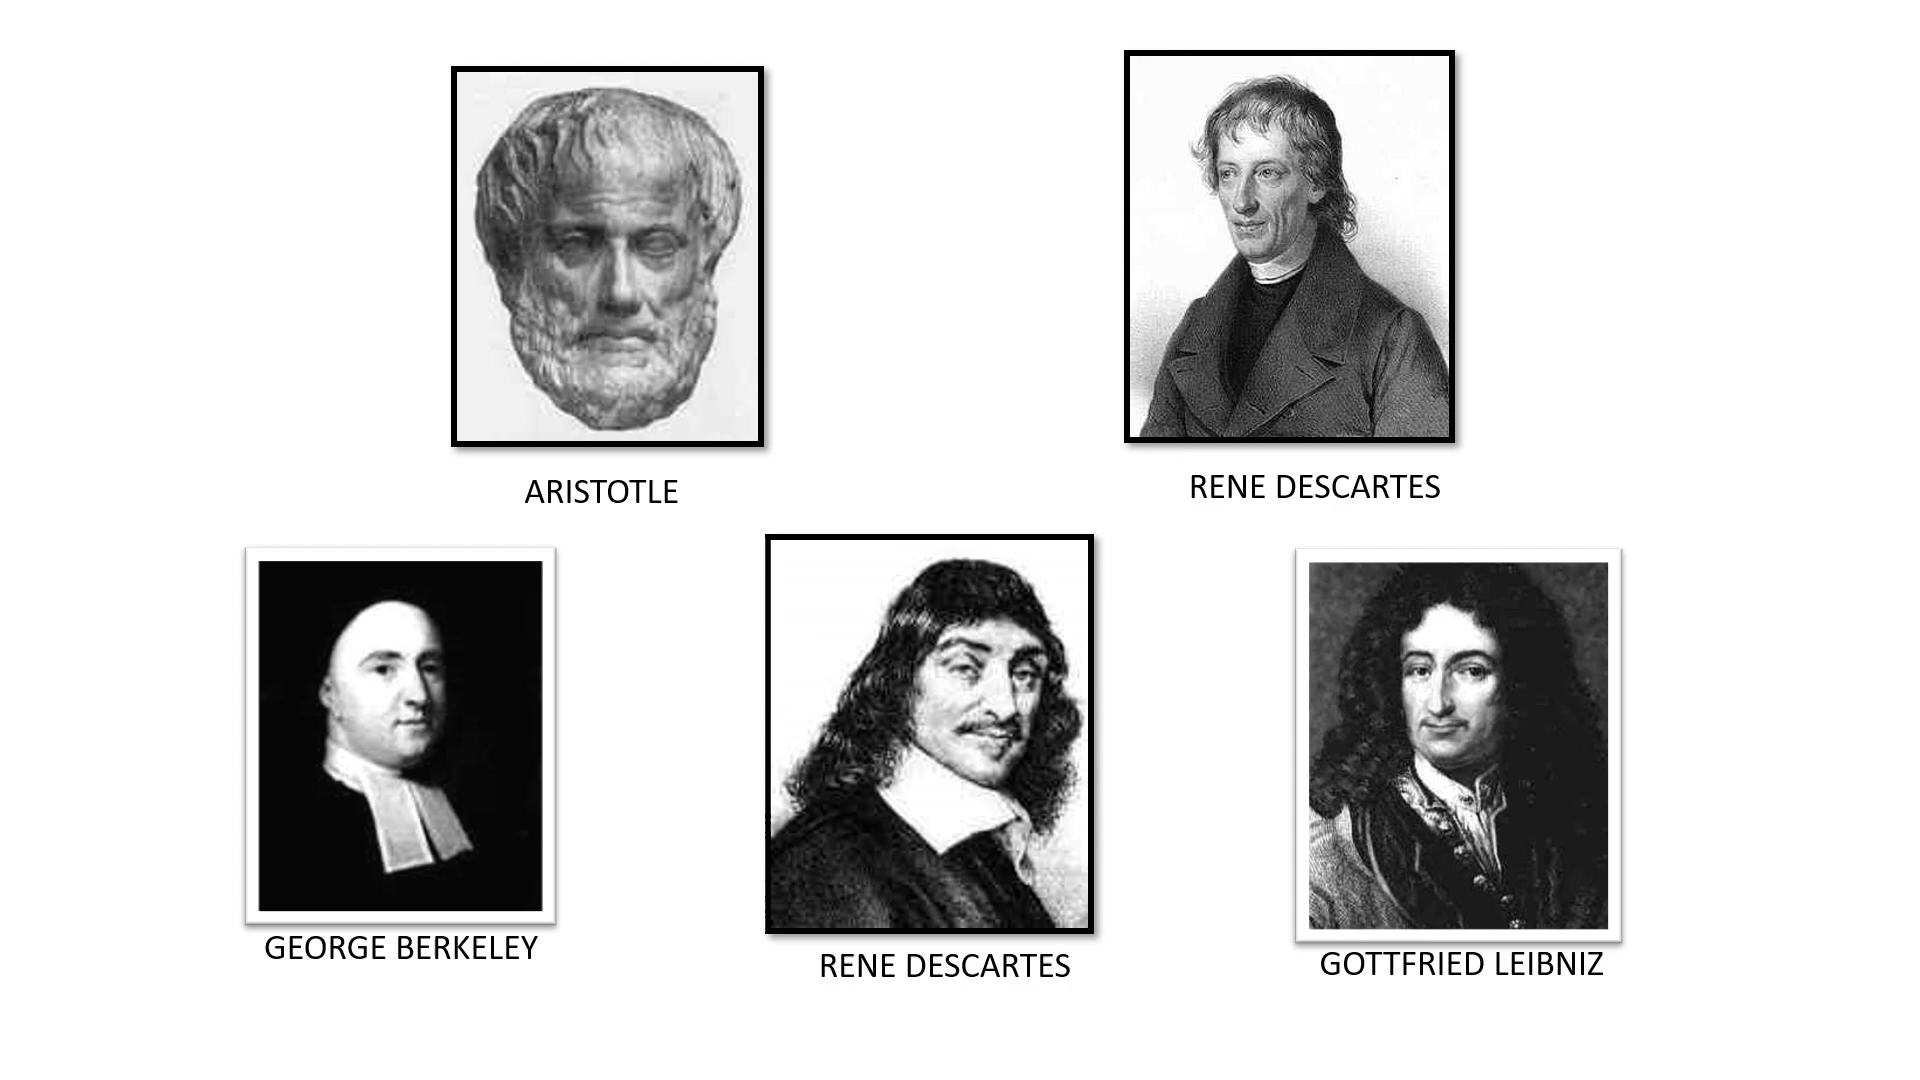 ARISTOTLE
RENE DESCARTES
GEORGE BERKELEY
RENE DESCARTES
GOTTFRIED LEIBNIZ